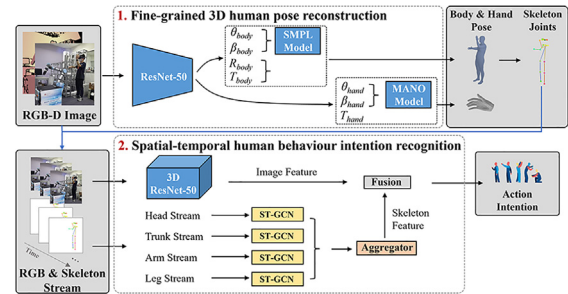 1. Fine-grained 3D human pose reconstruction
Body & Hand
Pose
Skeleton
Joints
θbody
βbody
SMPL
Model
Rbody
Tbody
ResNet-50
θhand
βhand
MANO
Model
Thand
RGB-D Image
2. Spatial-temporal human behaviour intention recognition
3D
ResNet-50
Image Feature
Fusion
Skeleton
Feature
Head Stream
ST-GCN
Trunk Stream
ST-GCN
Arm Stream
ST-GCN
Leg Stream
ST-GCN
Aggregator
Action
Intention
Time
RGB & Skeleton
Stream